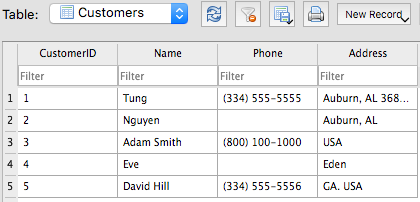 Table: Customers New Record
CustomerID Name Phone Address
Filter Filter Filter Filter
1 1 Tung (334) 555-5555 Auburn, AL 368...
2 2 Nguyen Auburn, AL
3 3 Adam Smith (800) 100-1000 USA
4 4 Eve Eden
5 5 David Hill (334) 555-5556 GA. USA